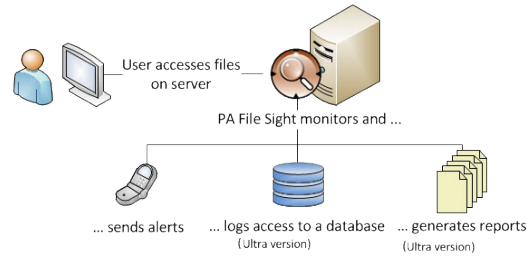 User accesses files
on server
PA File Sight monitors and ...
... sends alerts
... logs access to a database
(Ultra version)
... generates reports
(Ultra version)